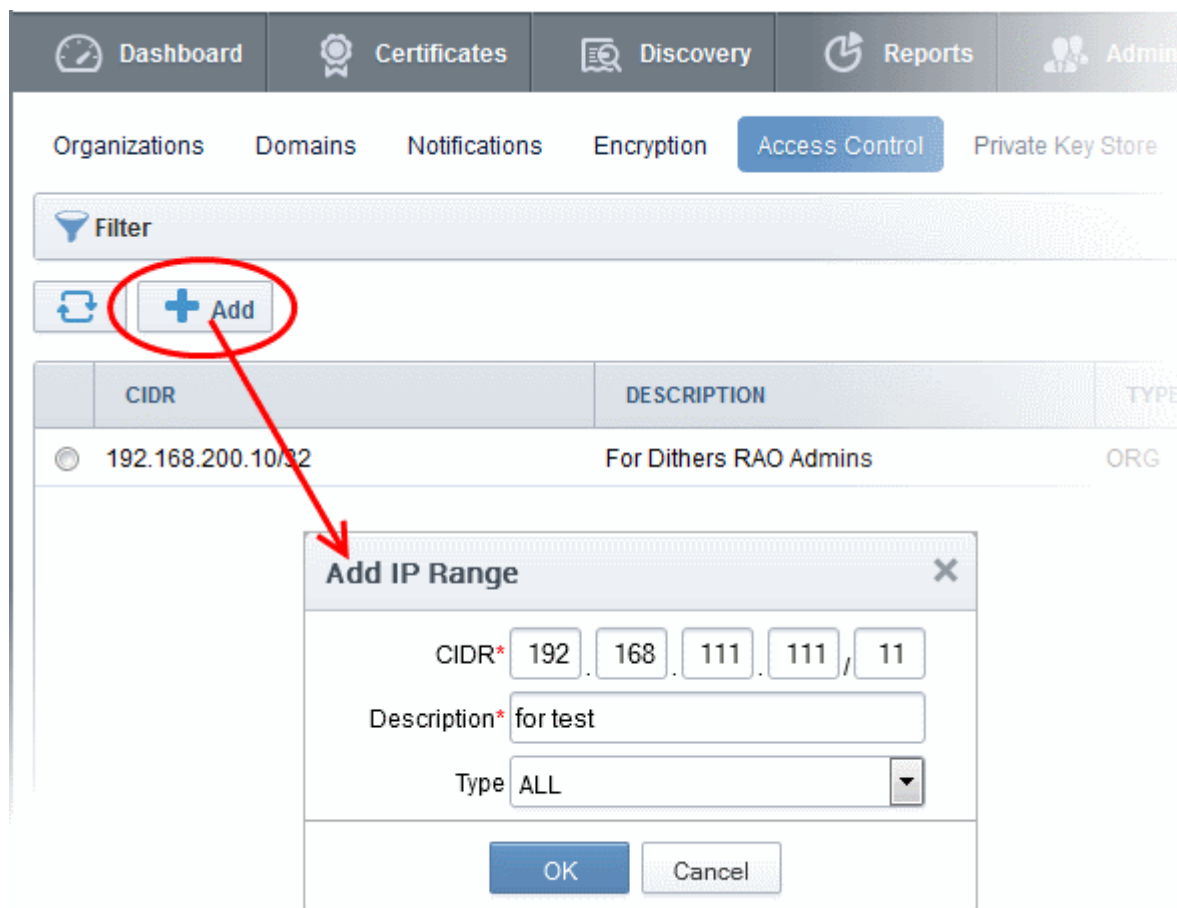 Dashboard Certificates Discovery Reports Admin
Organizations Domains Notifications Encryption Access Control Private Key Store
Filter
Add
CIDR DESCRIPTION TYPE
192.168.200.10/32 For Dithers RAO Admins ORG
Add IP Range
CIDR* 192 . 168 . 111 . 111 / 11
Description* for test
Type ALL
OK Cancel